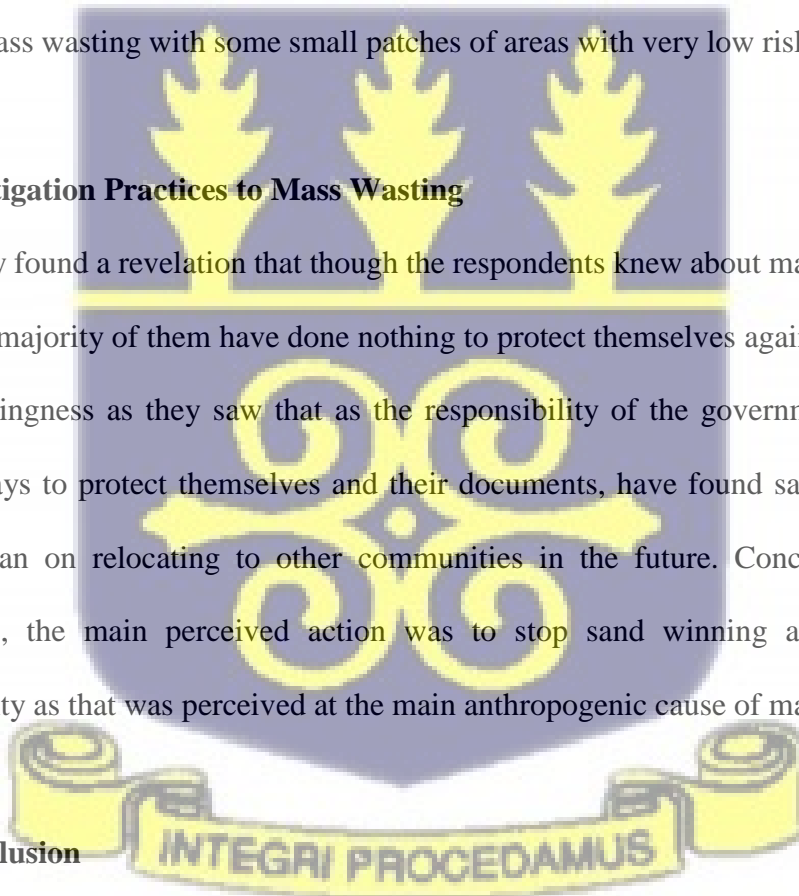 ass wasting with some small patches of areas with very low risk
tigation Practices to Mass Wasting
y found a revelation that though the respondents knew about ma
majority of them have done nothing to protect themselves again
ingness as they saw that as the responsibility of the governm
ays to protect themselves and their documents, have found sa
an on relocating to other communities in the future. Conc
, the main perceived action was to stop sand winning a
ty as that was perceived at the main anthropogenic cause of ma
lusion
INTEGRI PROCEDAMUS